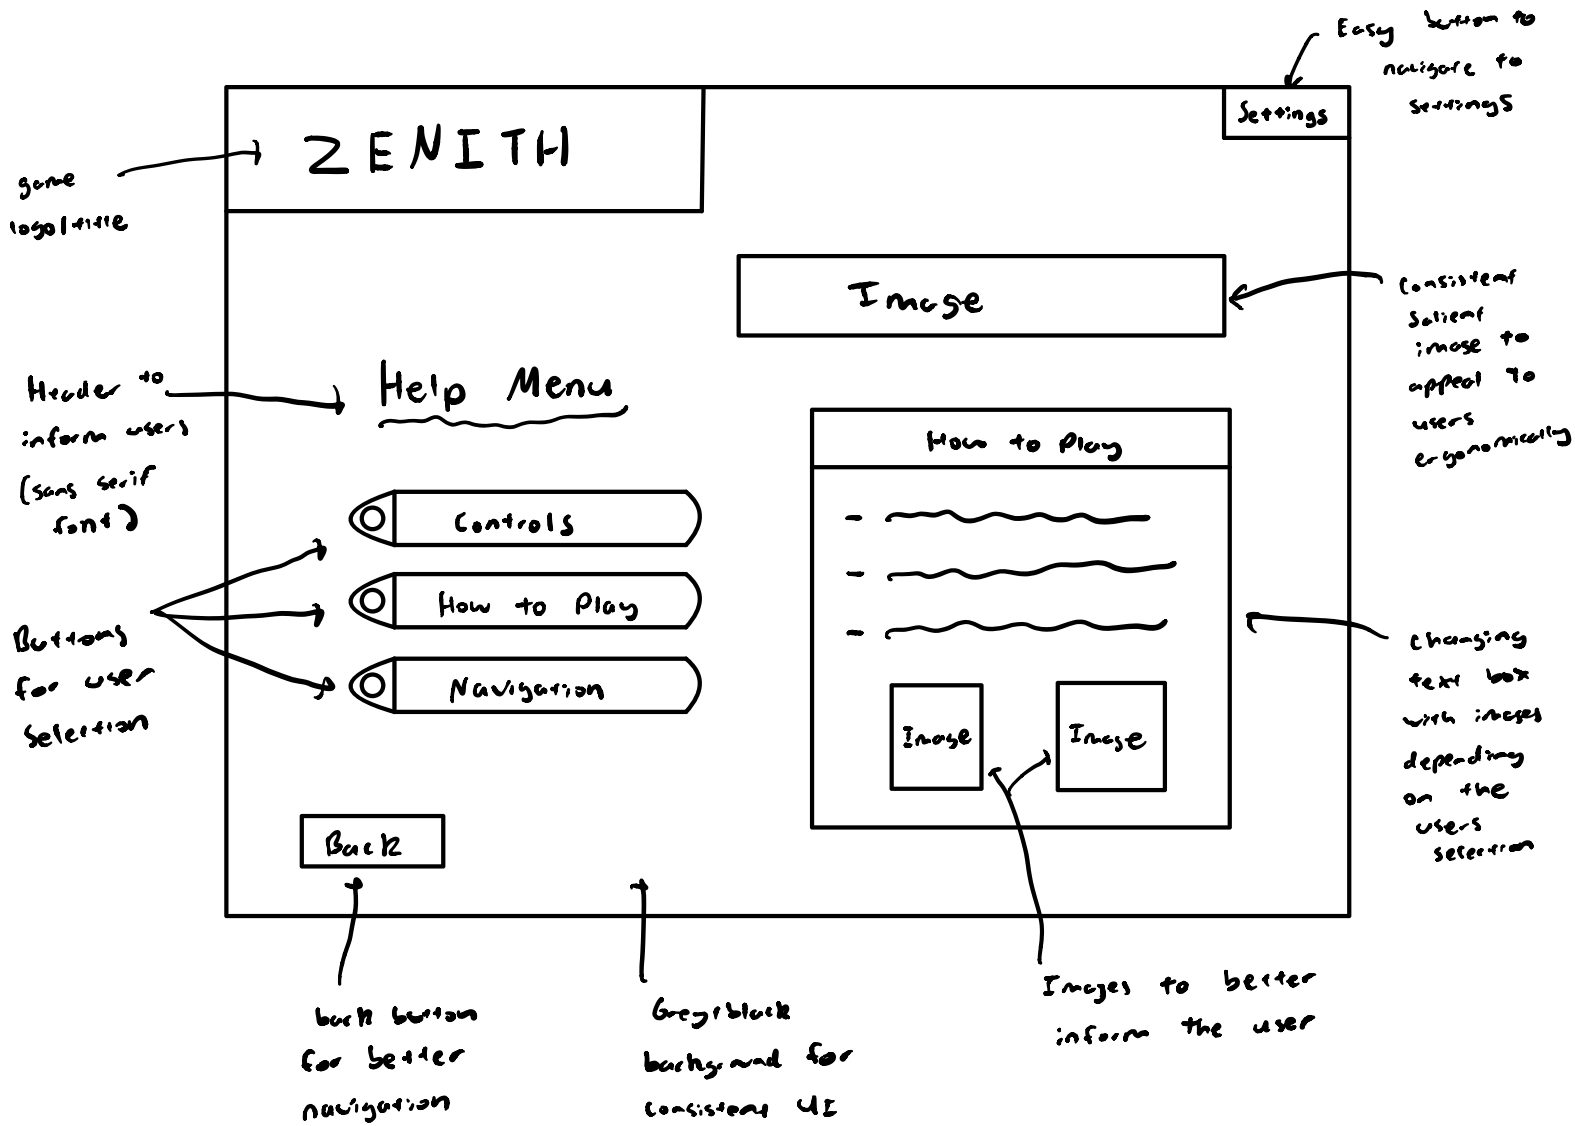 Easy button to
navigate to
settings
Settings
ZENITH
game
logo/title
Image
Consistent
salient
image to
appeal to
users
ergonomically
Help Menu
Header to
inform users
(sans serif
font)
How to Play
Controls
How to Play
Navigation
Buttons
for user
selection
Image
Image
Changing
text box
with images
depending
on the
users
selection
Back
back button
for better
navigation
Grey/black
background for
consistent UI
Images to better
inform the user